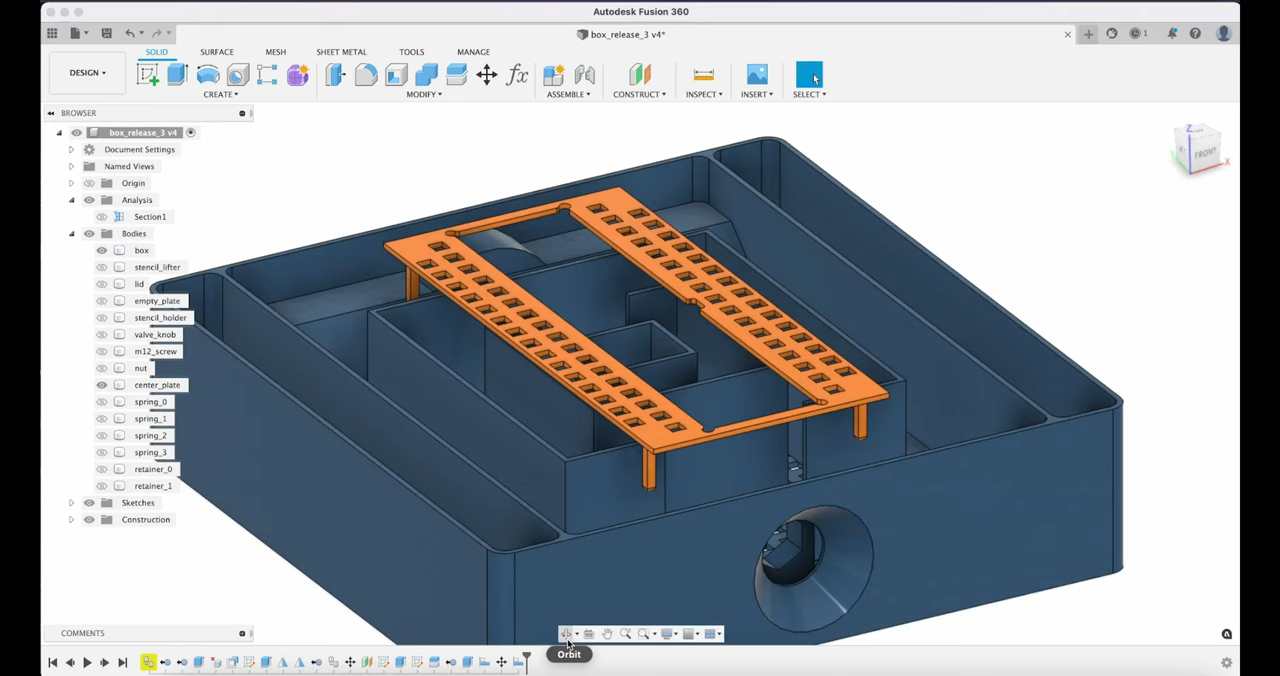 Autodesk Fusion 360
box_release_3 v4*
1
SOLID SURFACE MESH SHEET METAL TOOLS MANAGE
DESIGN
fx
CREATE MODIFY ASSEMBLE CONSTRUCT INSPECT INSERT SELECT
BROWSER
box_release_3 v4
Document Settings
Named Views
Origin
Analysis
Section1
Bodies
box
stencil_lifter
lid
empty_plate
stencil_holder
valve_knob
m12_screw
nut
center_plate
spring_0
spring_1
spring_2
spring_3
retainer_0
retainer_1
Sketches
Construction
Z
FRONT
X
COMMENTS
Orbit